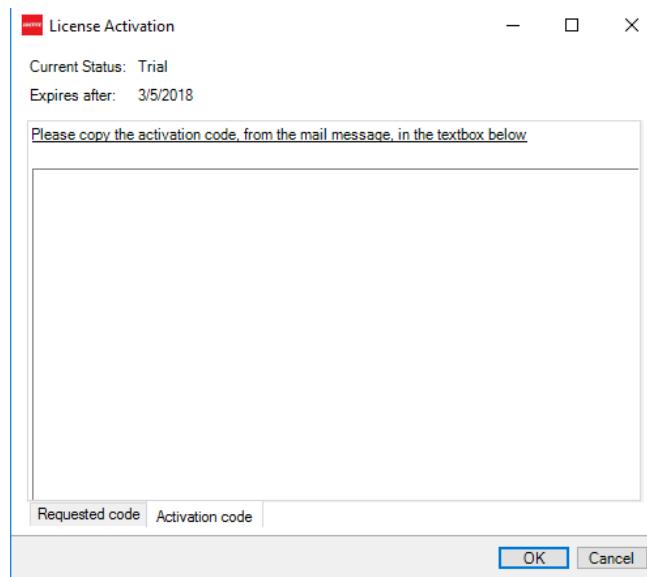 LOCTITE License Activation
Current Status: Trial
Expires after: 3/5/2018
Please copy the activation code, from the mail message, in the textbox below
Requested code Activation code
OK Cancel